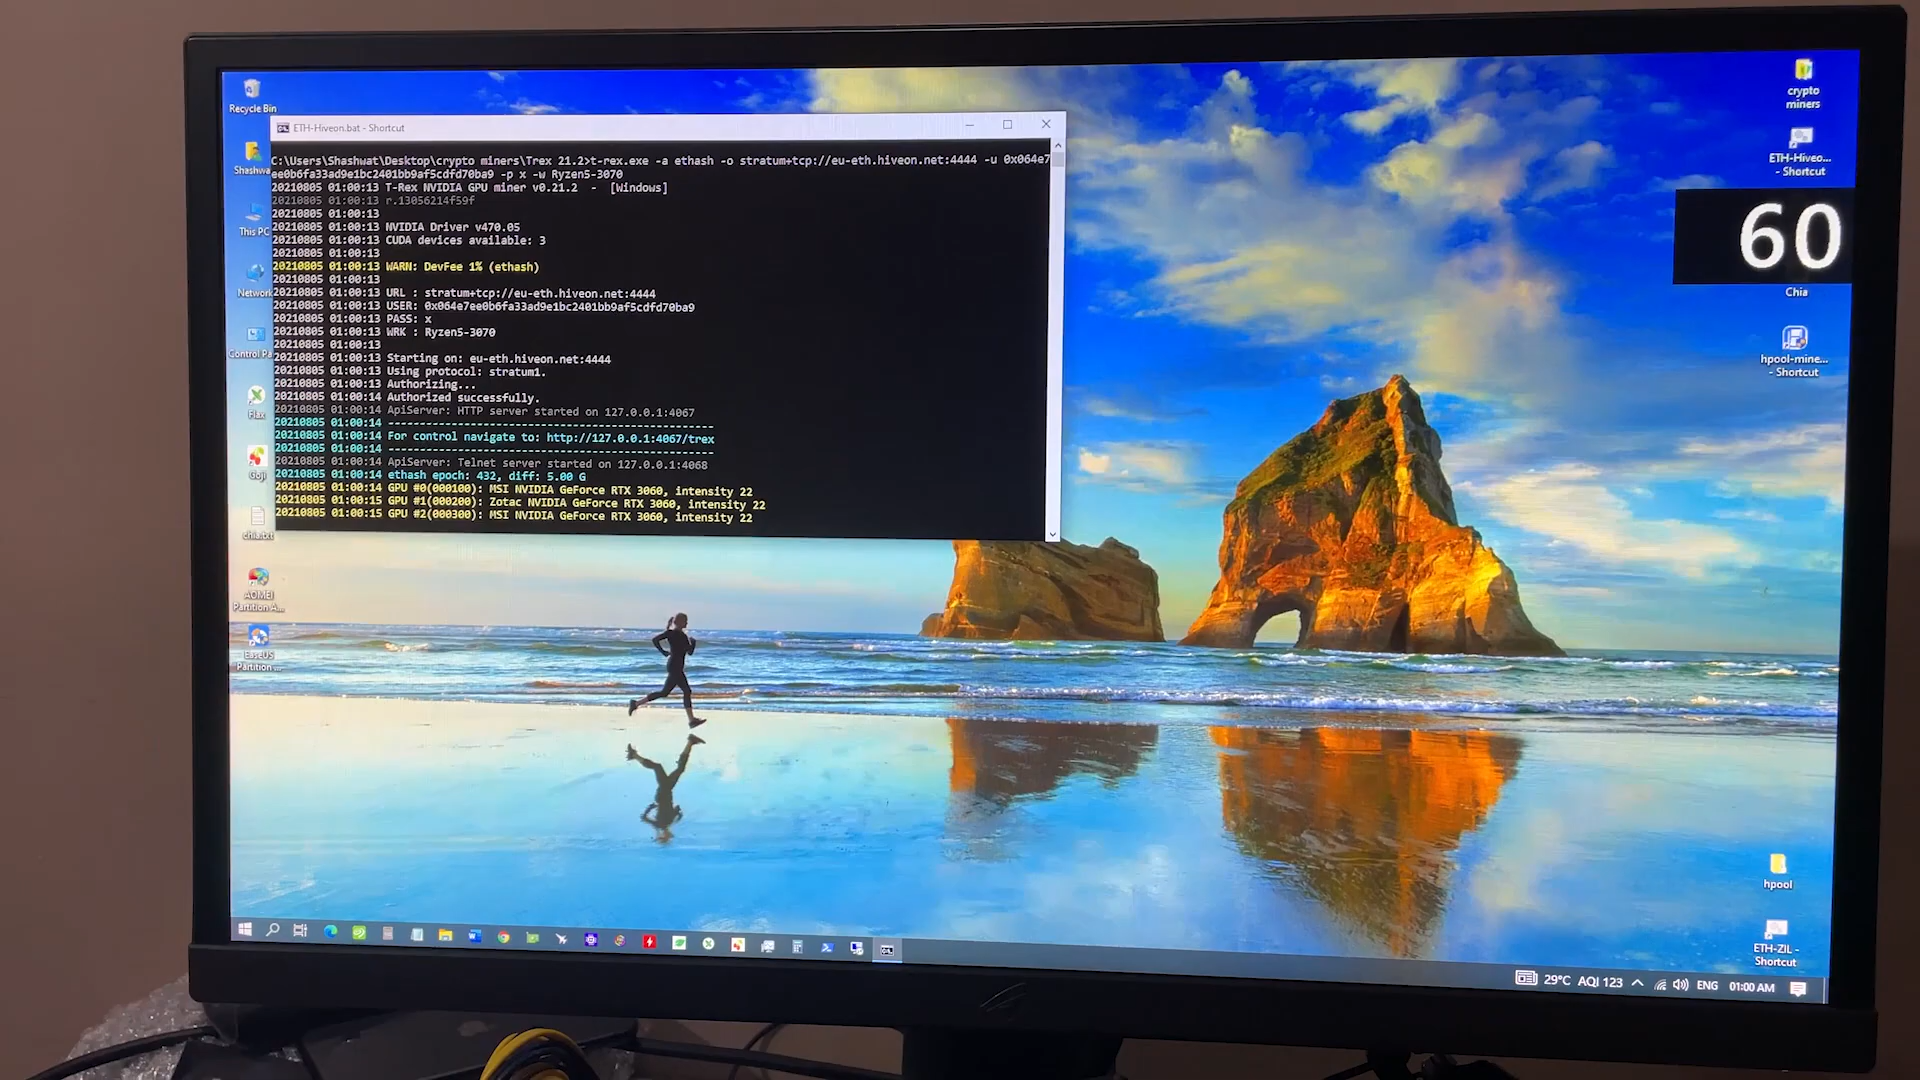 Recycle Bin
ETH-Hiveon.bat - Shortcut
C:\Users\Shashwat\Desktop\crypto miners\Trex 21.2>t-rex.exe -a ethash -o stratum+tcp://eu-eth.hiveon.net:4444 -u 0x064e7
ee0b6fa33ad9e1bc2401bb9af5cdfd70ba9 -p x -w Ryzen5-3070
20210805 01:00:13 T-Rex NVIDIA GPU miner v0.21.2 - [Windows]
20210805 01:00:13 r.13056214f59f
20210805 01:00:13
20210805 01:00:13 NVIDIA Driver v470.05
20210805 01:00:13 CUDA devices available: 3
20210805 01:00:13
20210805 01:00:13 WARN: DevFee 1% (ethash)
20210805 01:00:13
20210805 01:00:13 URL : stratum+tcp://eu-eth.hiveon.net:4444
20210805 01:00:13 USER: 0x064e7ee0b6fa33ad9e1bc2401bb9af5cdfd70ba9
20210805 01:00:13 PASS: x
20210805 01:00:13 WRK : Ryzen5-3070
20210805 01:00:13
20210805 01:00:13 Starting on: eu-eth.hiveon.net:4444
20210805 01:00:13 Using protocol: stratum1.
20210805 01:00:13 Authorizing...
20210805 01:00:14 Authorized successfully.
20210805 01:00:14 ApiServer: HTTP server started on 127.0.0.1:4067
20210805 01:00:14 --------------------------------------------------
20210805 01:00:14 For control navigate to: http://127.0.0.1:4067/trex
20210805 01:00:14 --------------------------------------------------
20210805 01:00:14 ApiServer: Telnet server started on 127.0.0.1:4068
20210805 01:00:14 ethash epoch: 432, diff: 5.00 G
20210805 01:00:14 GPU #0(000100): MSI NVIDIA GeForce RTX 3060, intensity 22
20210805 01:00:15 GPU #1(000200): Zotac NVIDIA GeForce RTX 3060, intensity 22
20210805 01:00:15 GPU #2(000300): MSI NVIDIA GeForce RTX 3060, intensity 22
Shashwa
This PC
Network
Control Pa
Flax
Goji
chia.txt
AOMEI
Partition A...
EaseUS
Partition ...
crypto
miners
ETH-Hiveo...
- Shortcut
60
Chia
hpool-mine...
- Shortcut
hpool
ETH-ZIL -
Shortcut
29°C AQI 123
ENG
01:00 AM